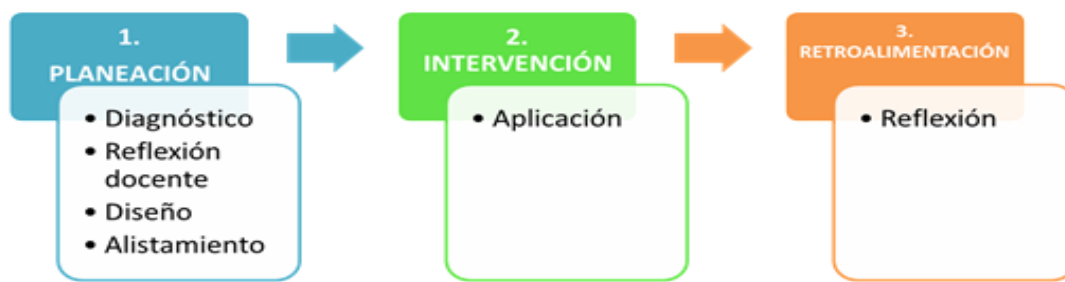 1.
PLANEACIÓN
• Diagnóstico
• Reflexión
docente
• Diseño
• Alistamiento
2.
INTERVENCIÓN
• Aplicación
3.
RETROALIMENTACIÓN
• Reflexión